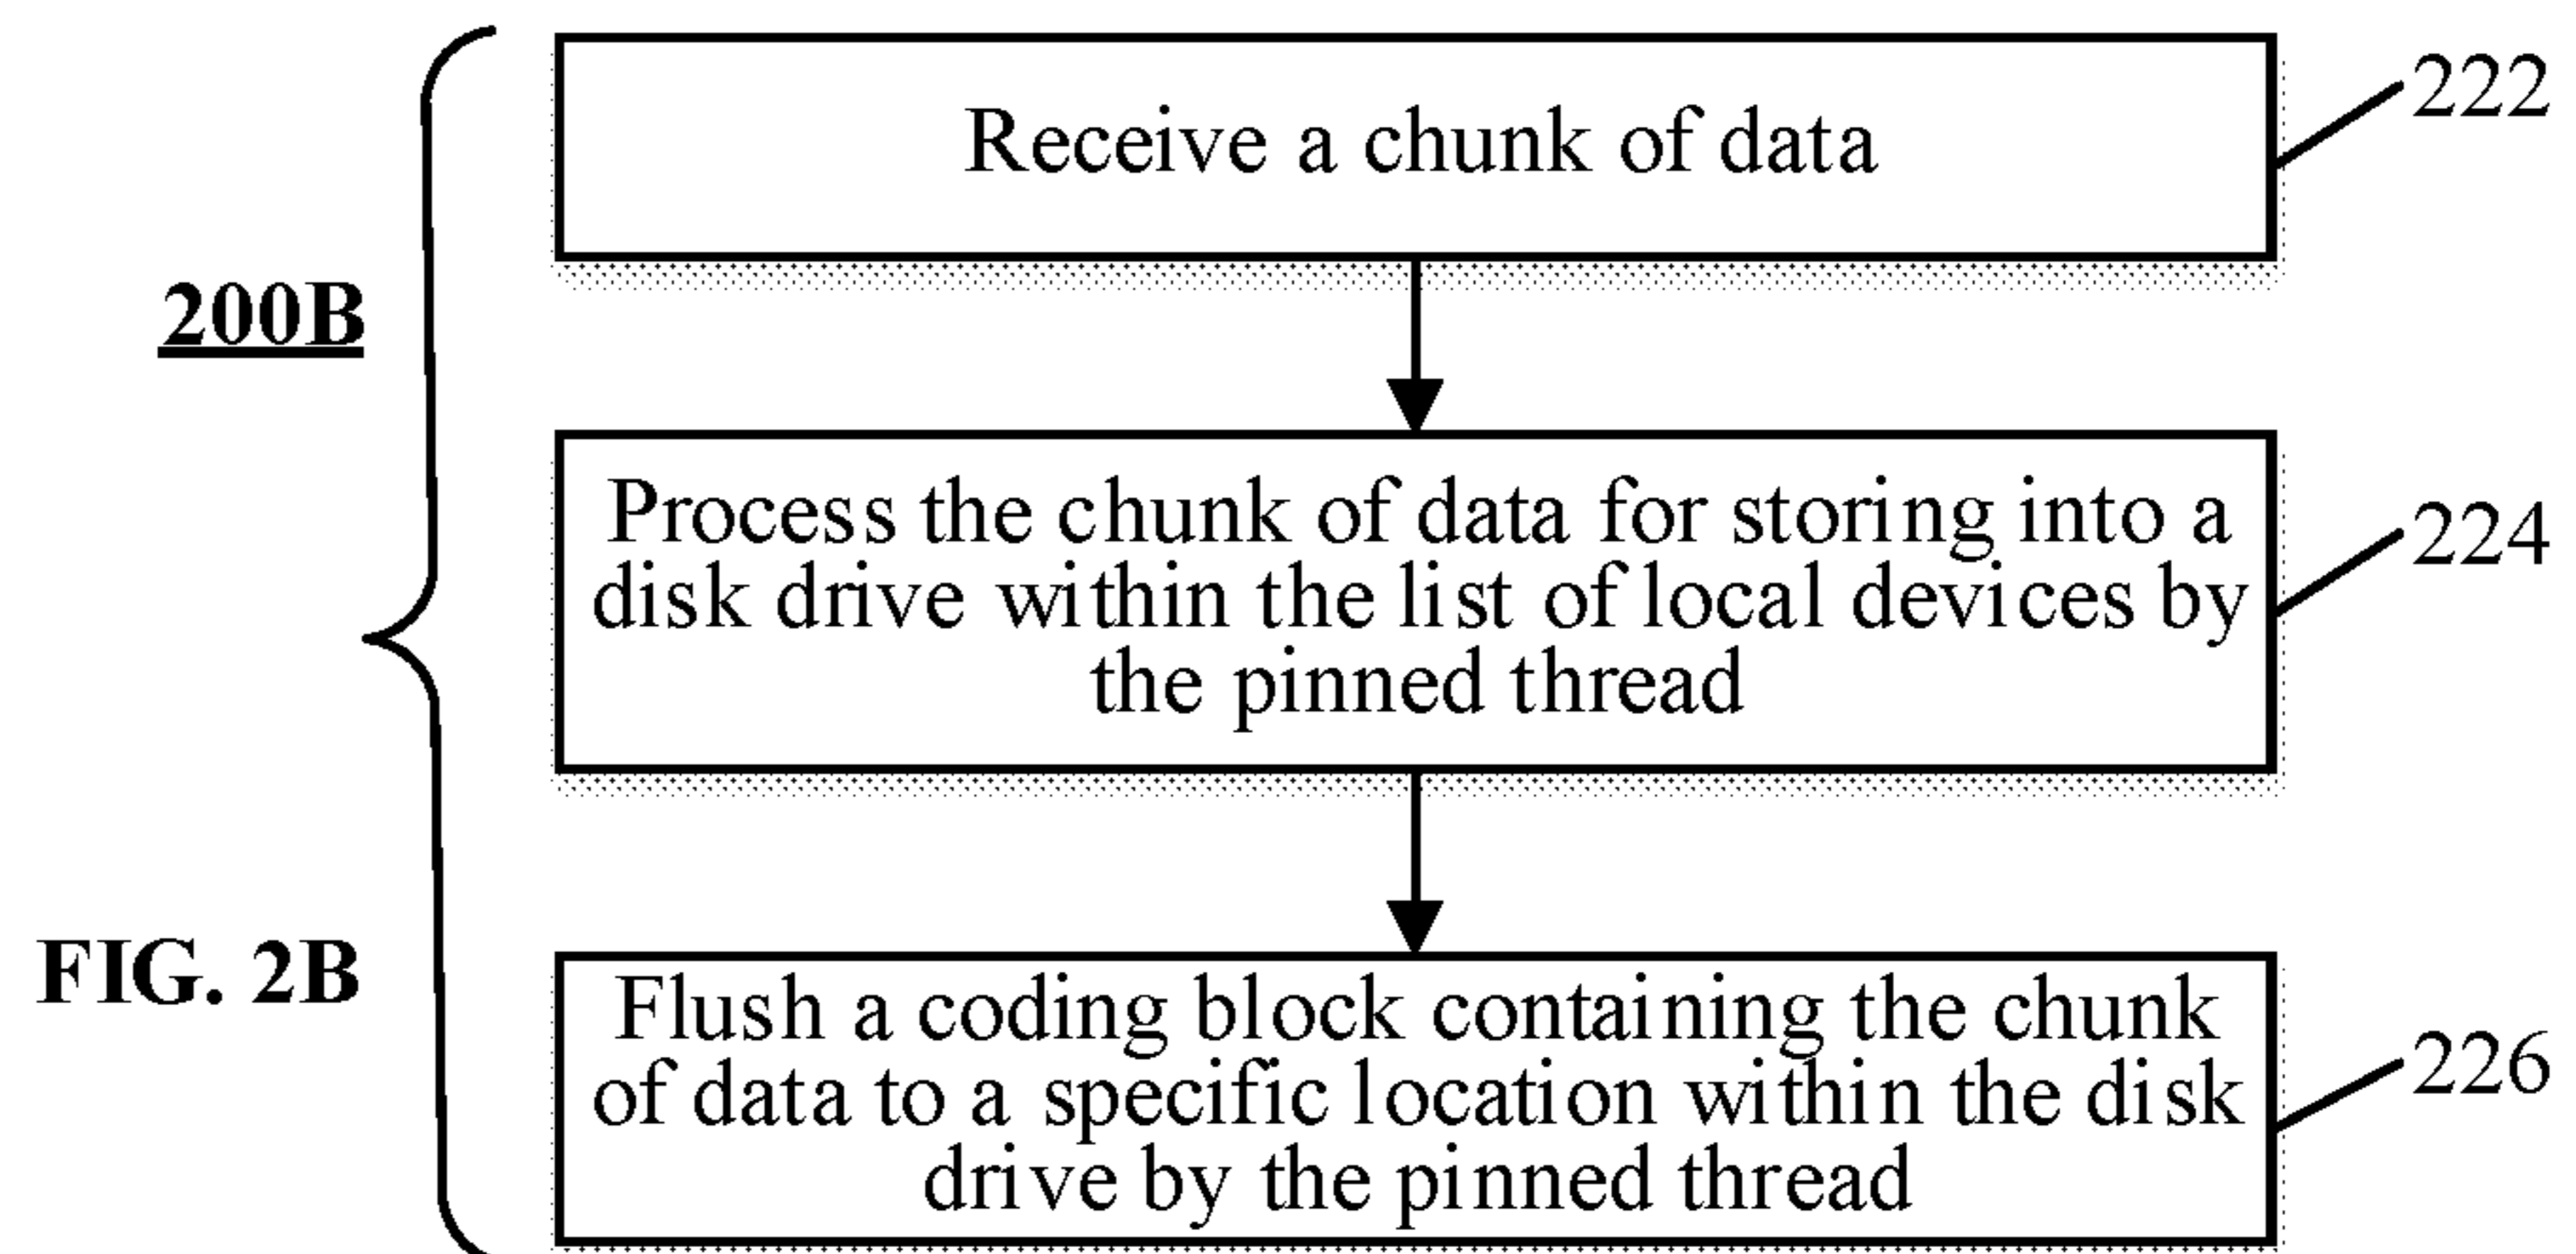 Receive a chunk of data
222
200B
Process the chunk of data for storing into a
disk drive within the list of local devices by
the pinned thread
224
FIG. 2B
Flush a coding block containing the chunk
of data to a specific location within the disk
drive by the pinned thread
226